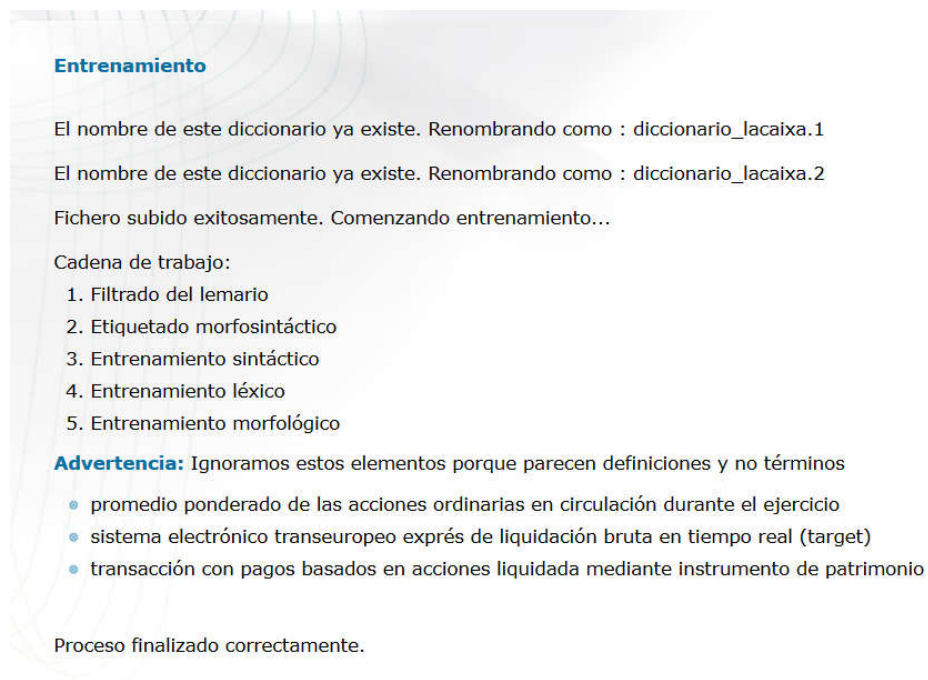 Entrenamiento
El nombre de este diccionario ya existe. Renombrando como : diccionario_lacaixa.1
El nombre de este diccionario ya existe. Renombrando como : diccionario_lacaixa.2
Fichero subido exitosamente. Comenzando entrenamiento...
Cadena de trabajo:
1. Filtrado del lemario
2. Etiquetado morfosintáctico
3. Entrenamiento sintáctico
4. Entrenamiento léxico
5. Entrenamiento morfológico
Advertencia: Ignoramos estos elementos porque parecen definiciones y no términos
promedio ponderado de las acciones ordinarias en circulación durante el ejercicio
sistema electrónico transeuropeo exprés de liquidación bruta en tiempo real (target)
transacción con pagos basados en acciones liquidada mediante instrumento de patrimonio
Proceso finalizado correctamente.